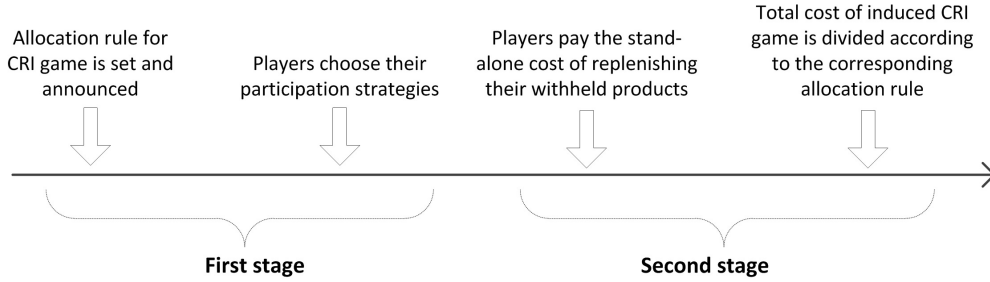 Allocation rule for
CRI game is set and
announced
Players choose their
participation strategies
Players pay the stand-
alone cost of replenishing
their withheld products
Total cost of induced CRI
game is divided according
to the corresponding
allocation rule
First stage
Second stage